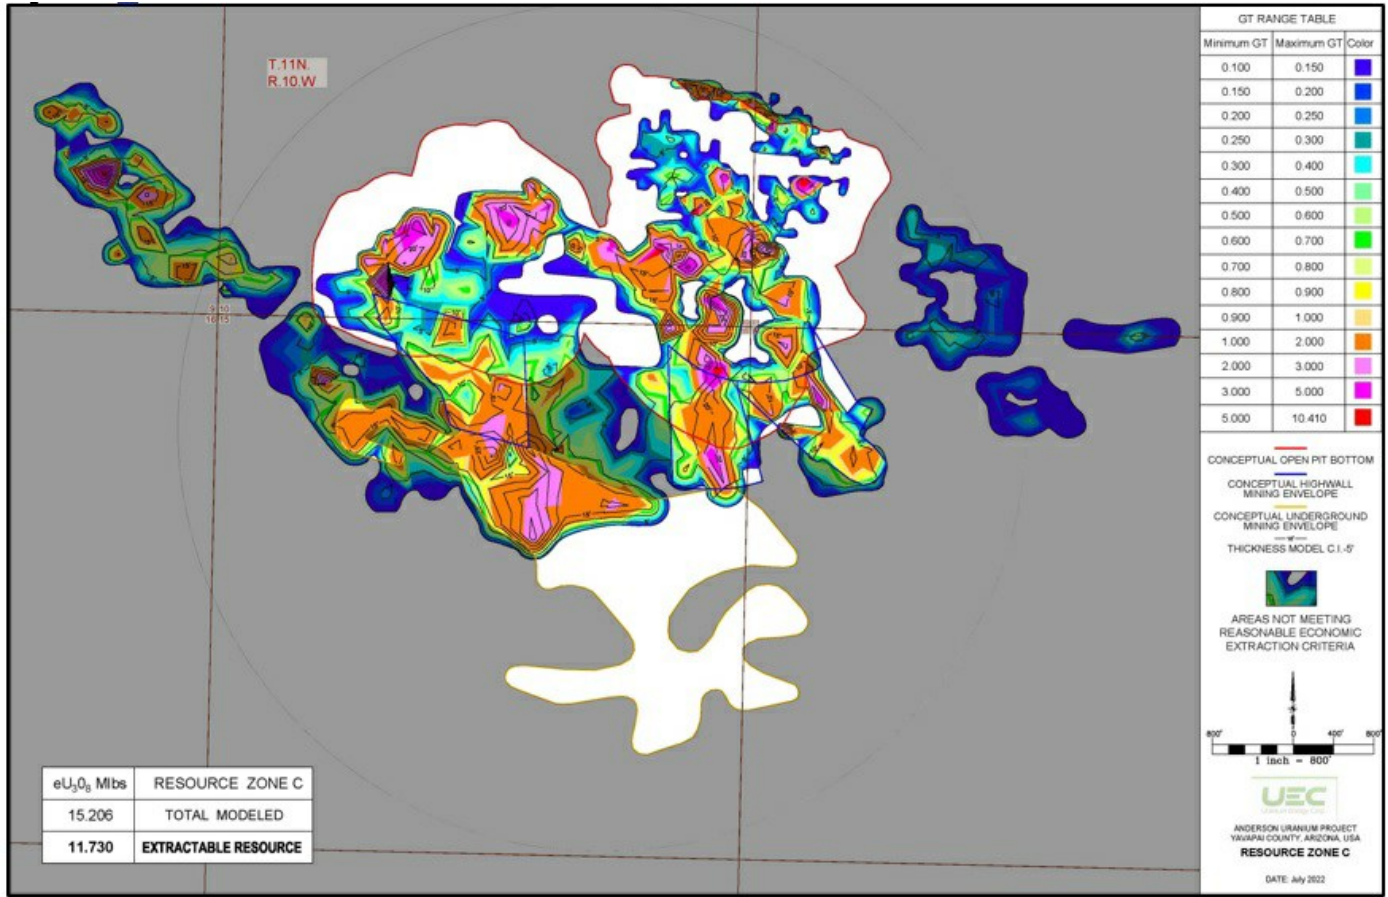 T.11N.
R.10.W
GT RANGE TABLE
Minimum GT Maximum GT Color
0.100 0.150
0.150 0.200
0.200 0.250
0.250 0.300
0.300 0.400
0.400 0.500
0.500 0.600
0.600 0.700
0.700 0.800
0.800 0.900
0.900 1.000
1.000 2.000
2.000 3.000
3.000 5.000
5.000 10.410
CONCEPTUAL OPEN PIT BOTTOM
CONCEPTUAL HIGHWALL
MINING ENVELOPE
CONCEPTUAL UNDERGROUND
MINING ENVELOPE
THICKNESS MODEL C.I.-5'
AREAS NOT MEETING
REASONABLE ECONOMIC
EXTRACTION CRITERIA
800' 0 400' 800'
1 inch = 800'
UEC
Uranium Energy Corp
ANDERSON URANIUM PROJECT
YAVAPAI COUNTY, ARIZONA, USA
RESOURCE ZONE C
DATE: July 2022
eU₃0₈ Mlbs RESOURCE ZONE C
15.206 TOTAL MODELED
11.730 EXTRACTABLE RESOURCE